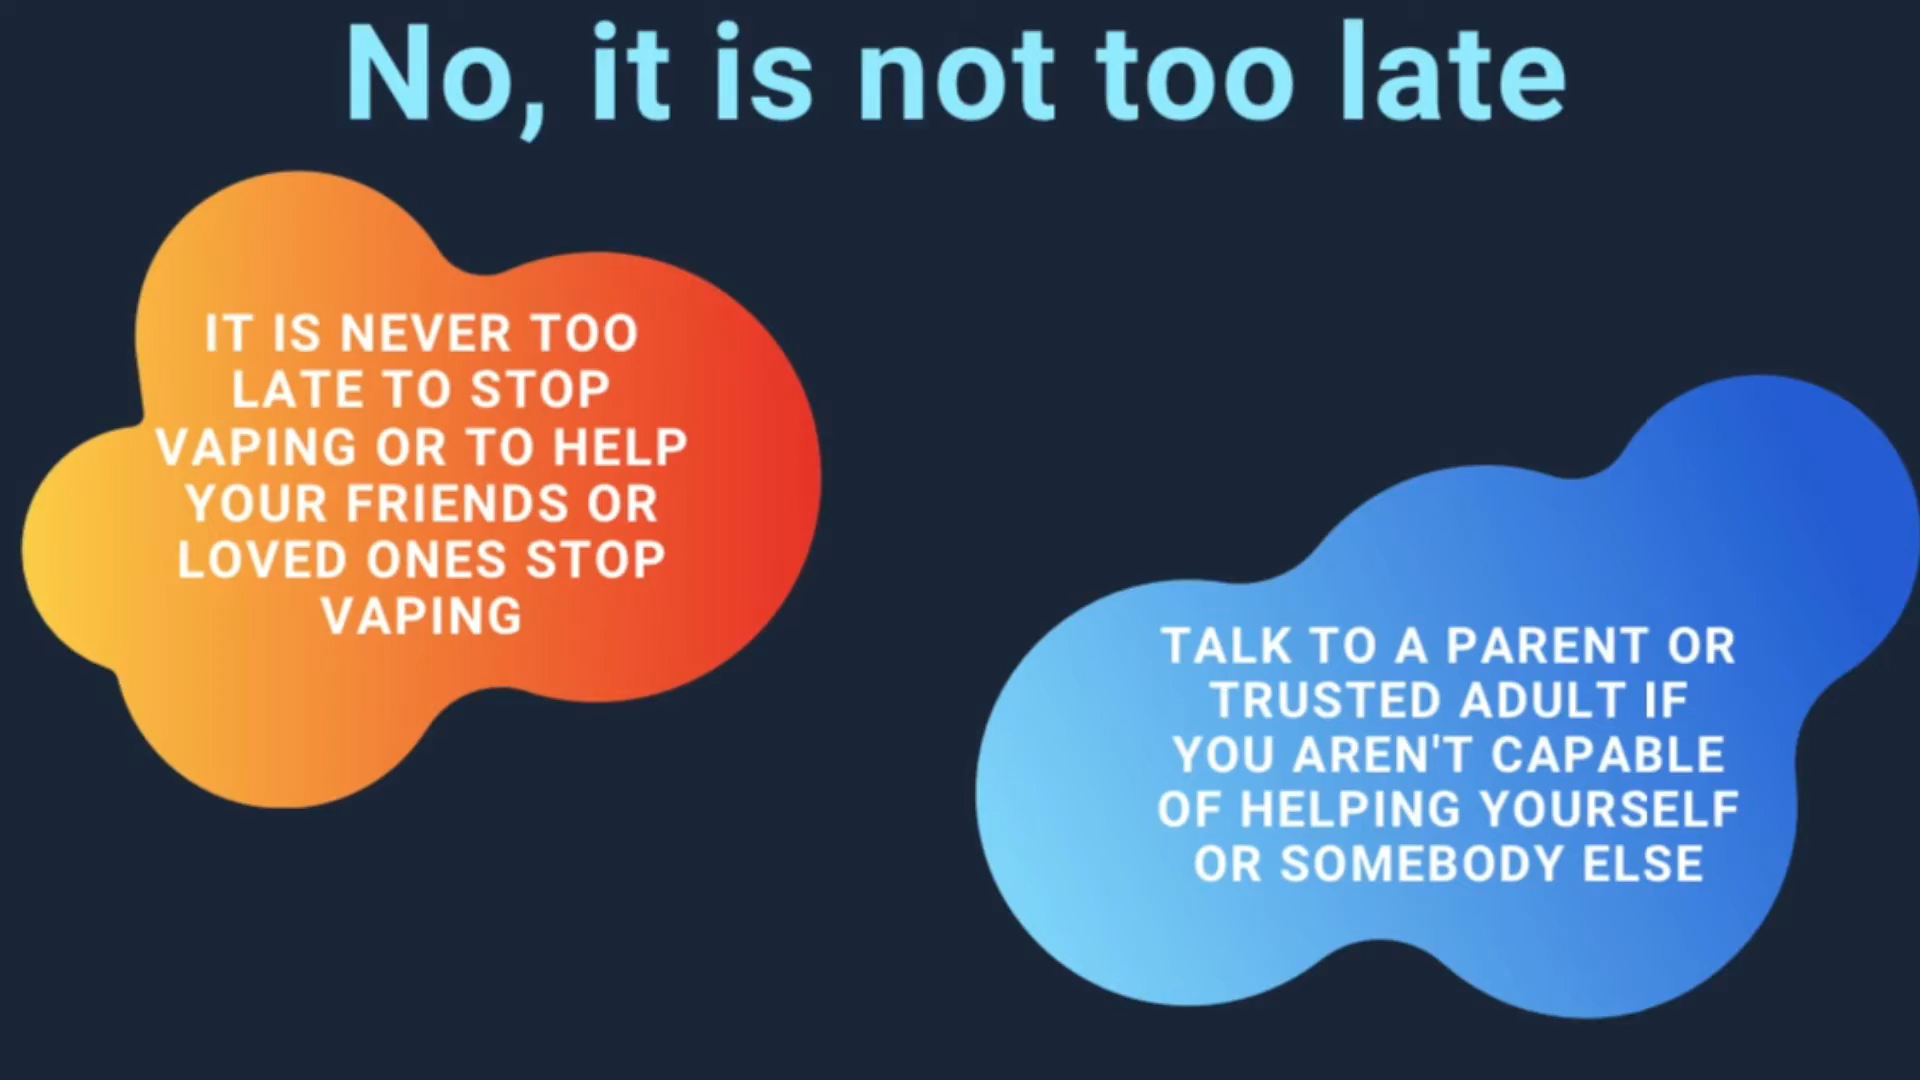 No, it is not too late
IT IS NEVER TOO
LATE TO STOP
VAPING OR TO HELP
YOUR FRIENDS OR
LOVED ONES STOP
VAPING
TALK TO A PARENT OR
TRUSTED ADULT IF
YOU AREN'T CAPABLE
OF HELPING YOURSELF
OR SOMEBODY ELSE